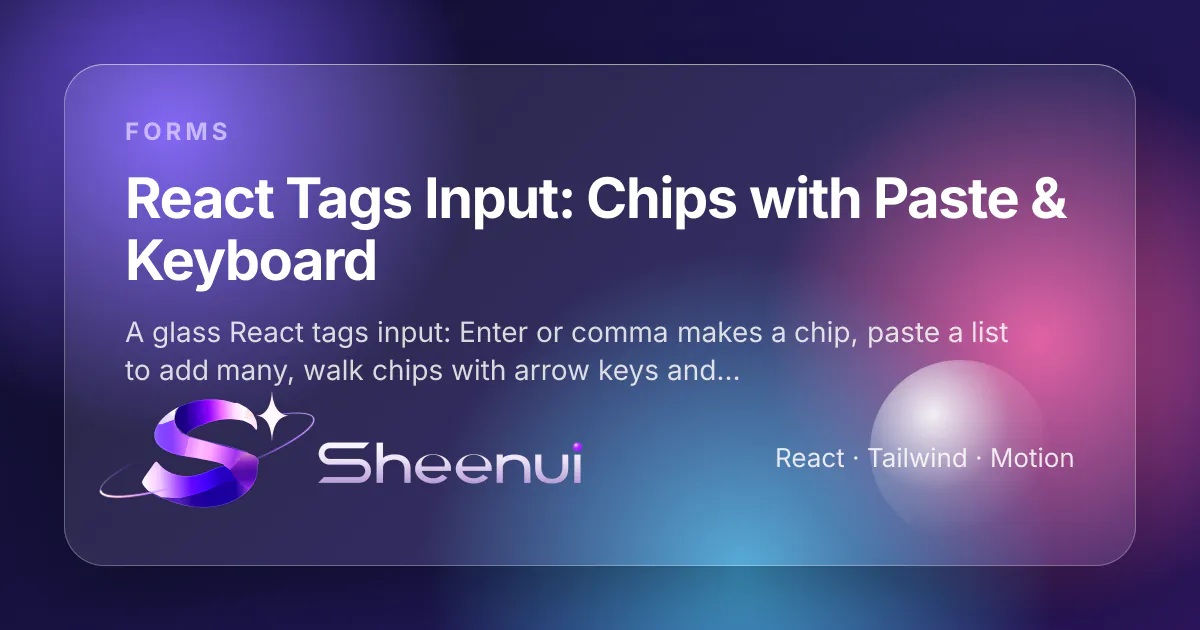 FORMS
React Tags Input: Chips with Paste &
Keyboard
A glass React tags input: Enter or comma makes a chip, paste a list
to add many, walk chips with arrow keys and...
Sheenui
React · Tailwind · Motion